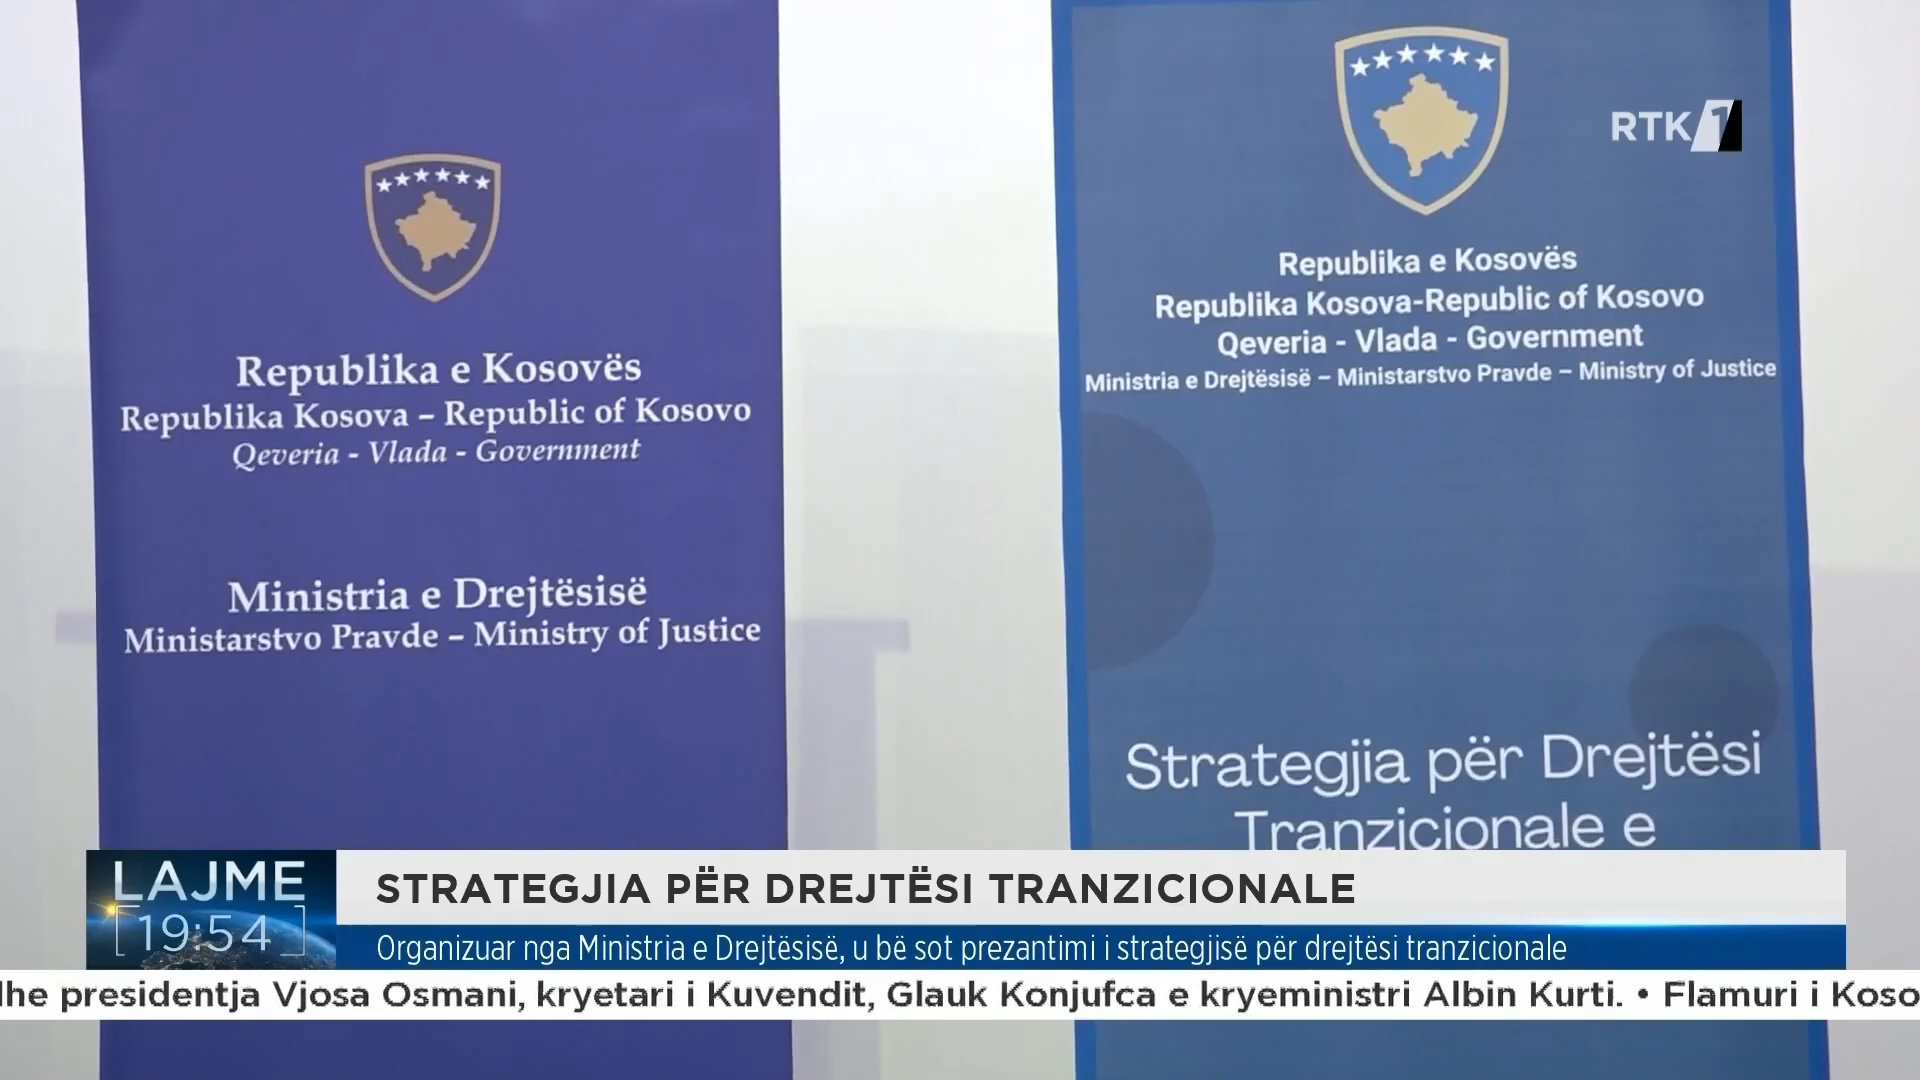 Republika e Kosovës
Republika Kosova – Republic of Kosovo
Qeveria - Vlada - Government
Ministria e Drejtësisë
Ministarstvo Pravde – Ministry of Justice
RTK 1
Republika e Kosovës
Republika Kosova-Republic of Kosovo
Qeveria - Vlada - Government
Ministria e Drejtësisë – Ministarstvo Pravde – Ministry of Justice
Strategjia për Drejtësi
Tranzicionale e
LAJME
19:54
STRATEGJIA PËR DREJTËSI TRANZICIONALE
Organizuar nga Ministria e Drejtësisë, u bë sot prezantimi i strategjisë për drejtësi tranzicionale
presidentja Vjosa Osmani, kryetari i Kuvendit, Glauk Konjufca e kryeministri Albin Kurti. • Flamuri i